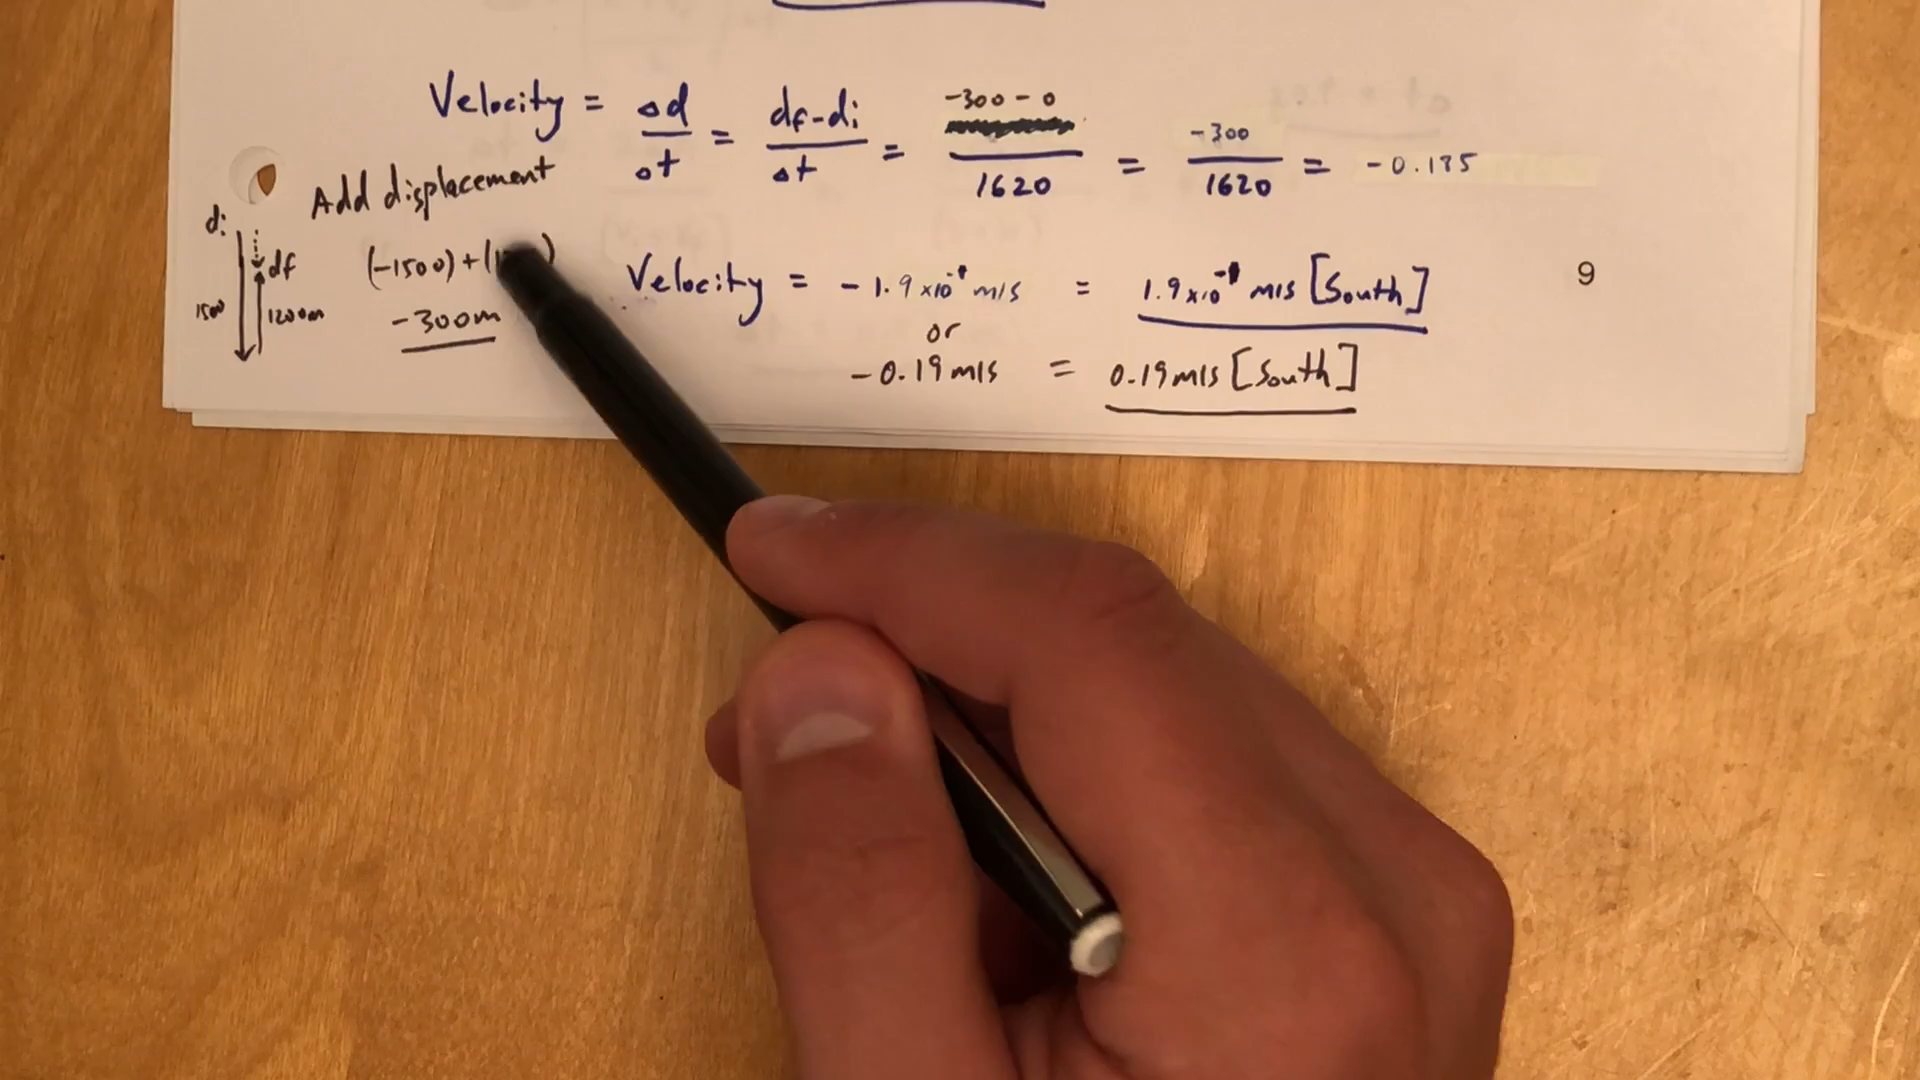 Velocity = Δd/Δt = df-di/Δt = -300 - 0/1620 = -300/1620 = -0.185
Add displacement
di
df
1500
1200m
(-1500)+(
-300m
Velocity = -1.9x10⁻¹ m/s = 1.9x10⁻¹ m/s [South]
or
-0.19 m/s = 0.19 m/s [South]
9